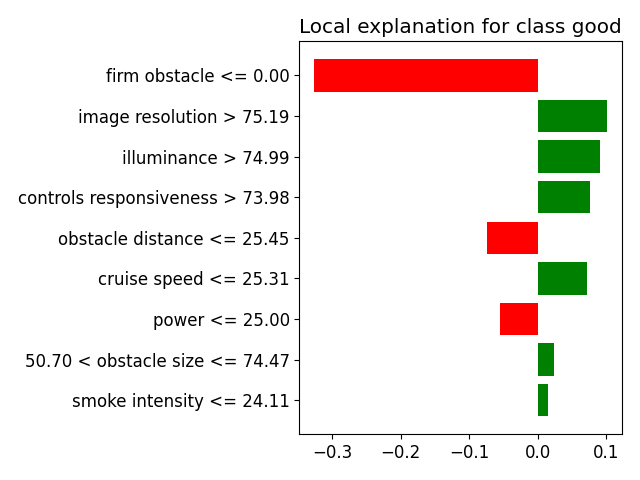 Local explanation for class good
firm obstacle <= 0.00
image resolution > 75.19
illuminance > 74.99
controls responsiveness > 73.98
obstacle distance <= 25.45
cruise speed <= 25.31
power <= 25.00
50.70 < obstacle size <= 74.47
smoke intensity <= 24.11
−0.3 −0.2 −0.1 0.0 0.1